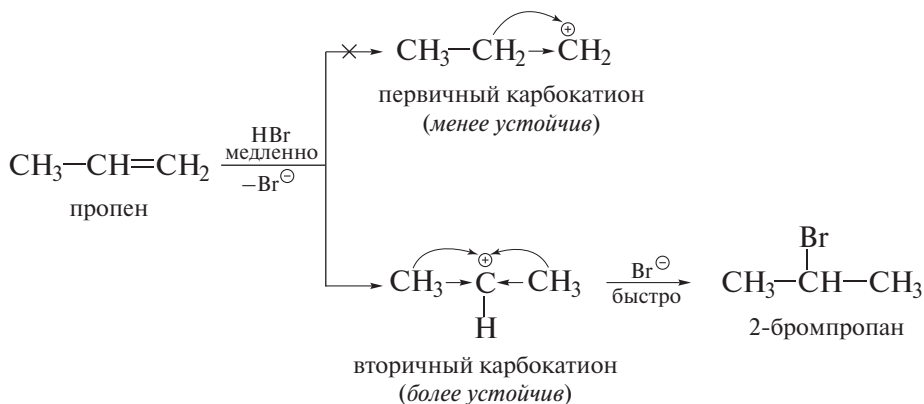 CH₃—CH₂→C⊕H₂
первичный карбокатион
(менее устойчив)
HBr
медленно
−Br⊖
CH₃—CH=CH₂
пропен
CH₃→C⊕←CH₃
H
вторичный карбокатион
(более устойчив)
Br⊖
быстро
Br
CH₃—CH—CH₃
2-бромпропан